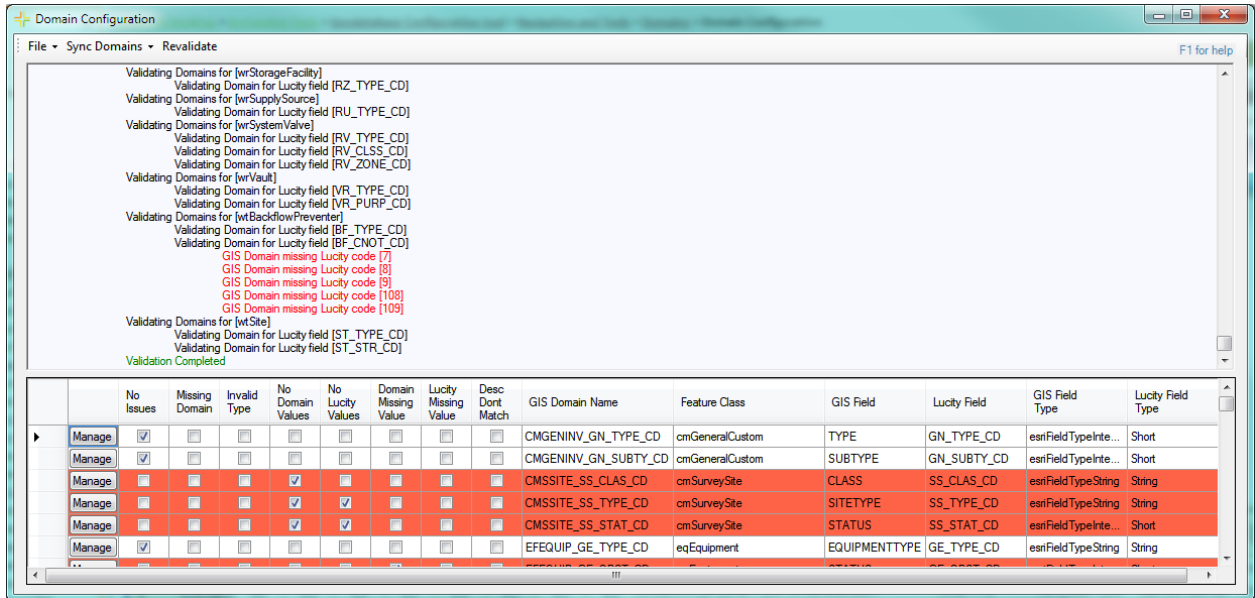 Domain Configuration
File Sync Domains Revalidate
F1 for help
Validating Domains for [wrStorageFacility]
Validating Domain for Lucity field [RZ_TYPE_CD]
Validating Domains for [wrSupplySource]
Validating Domain for Lucity field [RU_TYPE_CD]
Validating Domains for [wrSystemValve]
Validating Domain for Lucity field [RV_TYPE_CD]
Validating Domain for Lucity field [RV_CLSS_CD]
Validating Domain for Lucity field [RV_ZONE_CD]
Validating Domains for [wrVault]
Validating Domain for Lucity field [VR_TYPE_CD]
Validating Domain for Lucity field [VR_PURP_CD]
Validating Domains for [wtBackflowPreventer]
Validating Domain for Lucity field [BF_TYPE_CD]
Validating Domain for Lucity field [BF_CNOT_CD]
GIS Domain missing Lucity code [7]
GIS Domain missing Lucity code [8]
GIS Domain missing Lucity code [9]
GIS Domain missing Lucity code [108]
GIS Domain missing Lucity code [109]
Validating Domains for [wtSite]
Validating Domain for Lucity field [ST_TYPE_CD]
Validating Domain for Lucity field [ST_STR_CD]
Validation Completed
No Issues Missing Domain Invalid Type No Domain Values No Lucity Values Domain Missing Value Lucity Missing Value Desc Dont Match GIS Domain Name Feature Class GIS Field Lucity Field GIS Field Type Lucity Field Type
Manage CMGENINV_GN_TYPE_CD cmGeneralCustom TYPE GN_TYPE_CD esriFieldTypeInte... Short
Manage CMGENINV_GN_SUBTY_CD cmGeneralCustom SUBTYPE GN_SUBTY_CD esriFieldTypeInte... Short
Manage CMSSITE_SS_CLAS_CD cmSurveySite CLASS SS_CLAS_CD esriFieldTypeString String
Manage CMSSITE_SS_TYPE_CD cmSurveySite SITETYPE SS_TYPE_CD esriFieldTypeString String
Manage CMSSITE_SS_STAT_CD cmSurveySite STATUS SS_STAT_CD esriFieldTypeInte... Short
Manage EFEQUIP_GE_TYPE_CD eqEquipment EQUIPMENTTYPE GE_TYPE_CD esriFieldTypeString String